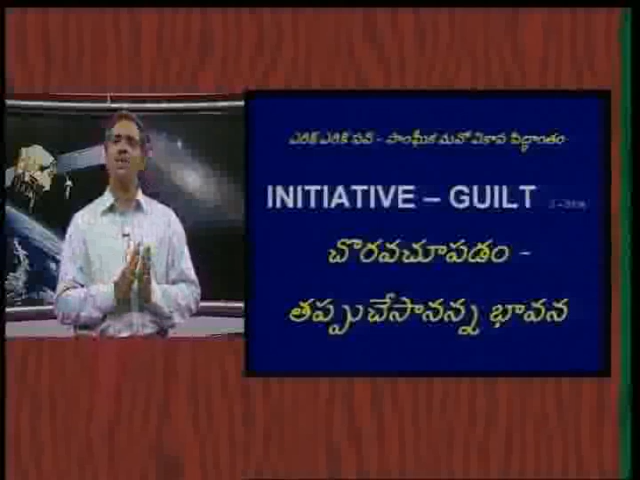 ఎరిక్ ఎరిక్ సన్ - సాంఘిక మనో వికాస సిద్ధాంతం
INITIATIVE – GUILT
చొరవచూపడం -
తప్పుచేసానన్న భావన